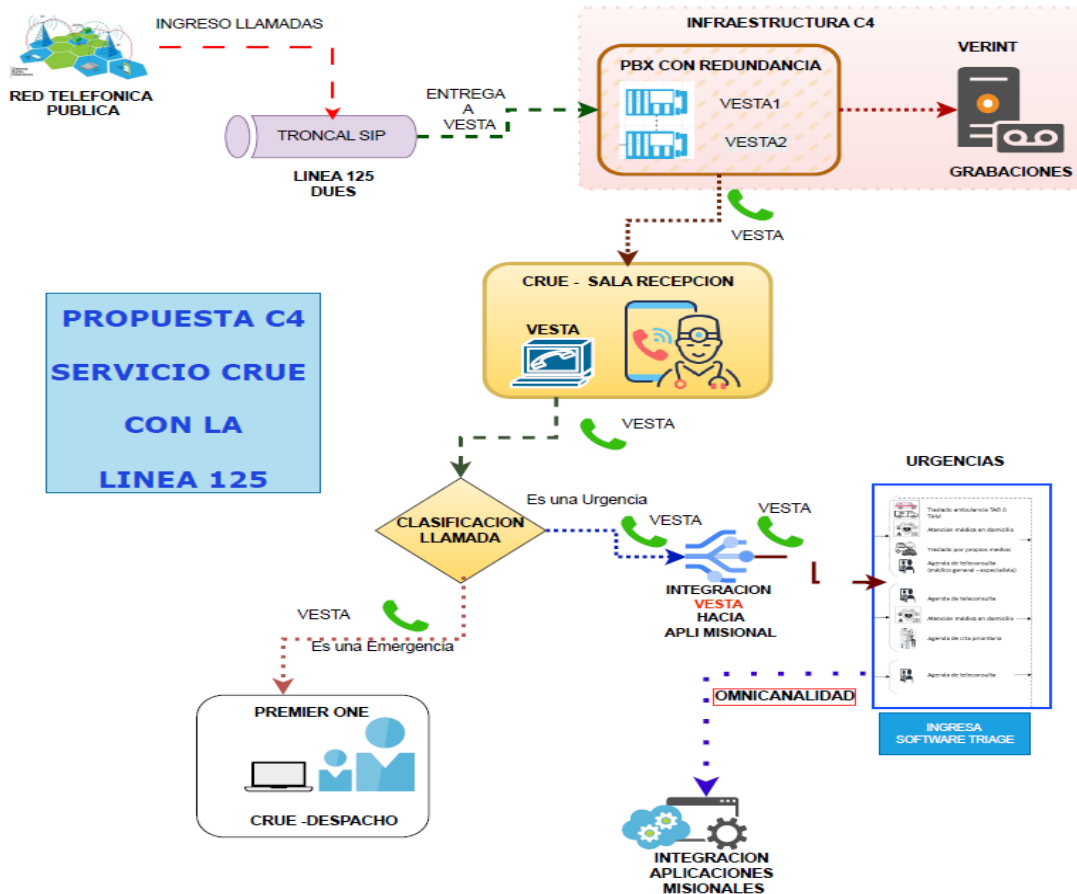 INGRESO LLAMADAS
RED TELEFONICA
PUBLICA
TRONCAL SIP
LINEA 125
DUES
ENTREGA
A
VESTA
INFRAESTRUCTURA C4
PBX CON REDUNDANCIA
VESTA1
VESTA2
VERINT
GRABACIONES
VESTA
CRUE - SALA RECEPCION
VESTA
PROPUESTA C4
SERVICIO CRUE
CON LA
LINEA 125
VESTA
CLASIFICACION
LLAMADA
Es una Urgencia
VESTA
VESTA
INTEGRACION
VESTA
HACIA
APLI MISIONAL
URGENCIAS
Traslado ambulancia TAB ó
TAM
Atención médica en domicilio
Traslado por propios medios
Agenda de teleconsulta
(médico general – especialista)
Agenda de teleconsulta
Atención médica en domicilio
Agenda de cita prioritaria
Agenda de teleconsulta
INGRESA
SOFTWARE TRIAGE
VESTA
Es una Emergencia
PREMIER ONE
CRUE -DESPACHO
OMNICANALIDAD
INTEGRACION
APLICACIONES
MISIONALES